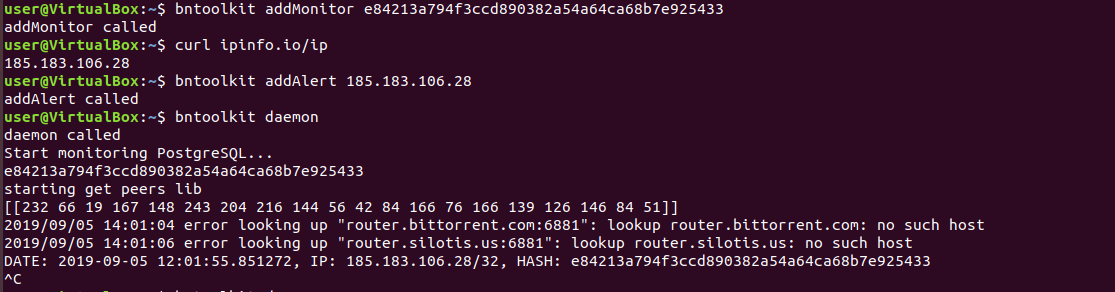 user@VirtualBox:~$ bntoolkit addMonitor e84213a794f3ccd890382a54a64ca68b7e925433
addMonitor called
user@VirtualBox:~$ curl ipinfo.io/ip
185.183.106.28
user@VirtualBox:~$ bntoolkit addAlert 185.183.106.28
addAlert called
user@VirtualBox:~$ bntoolkit daemon
daemon called
Start monitoring PostgreSQL...
e84213a794f3ccd890382a54a64ca68b7e925433
starting get peers lib
[[232 66 19 167 148 243 204 216 144 56 42 84 166 76 166 139 126 146 84 51]]
2019/09/05 14:01:04 error looking up "router.bittorrent.com:6881": lookup router.bittorrent.com: no such host
2019/09/05 14:01:06 error looking up "router.silotis.us:6881": lookup router.silotis.us: no such host
DATE: 2019-09-05 12:01:55.851272, IP: 185.183.106.28/32, HASH: e84213a794f3ccd890382a54a64ca68b7e925433
^C